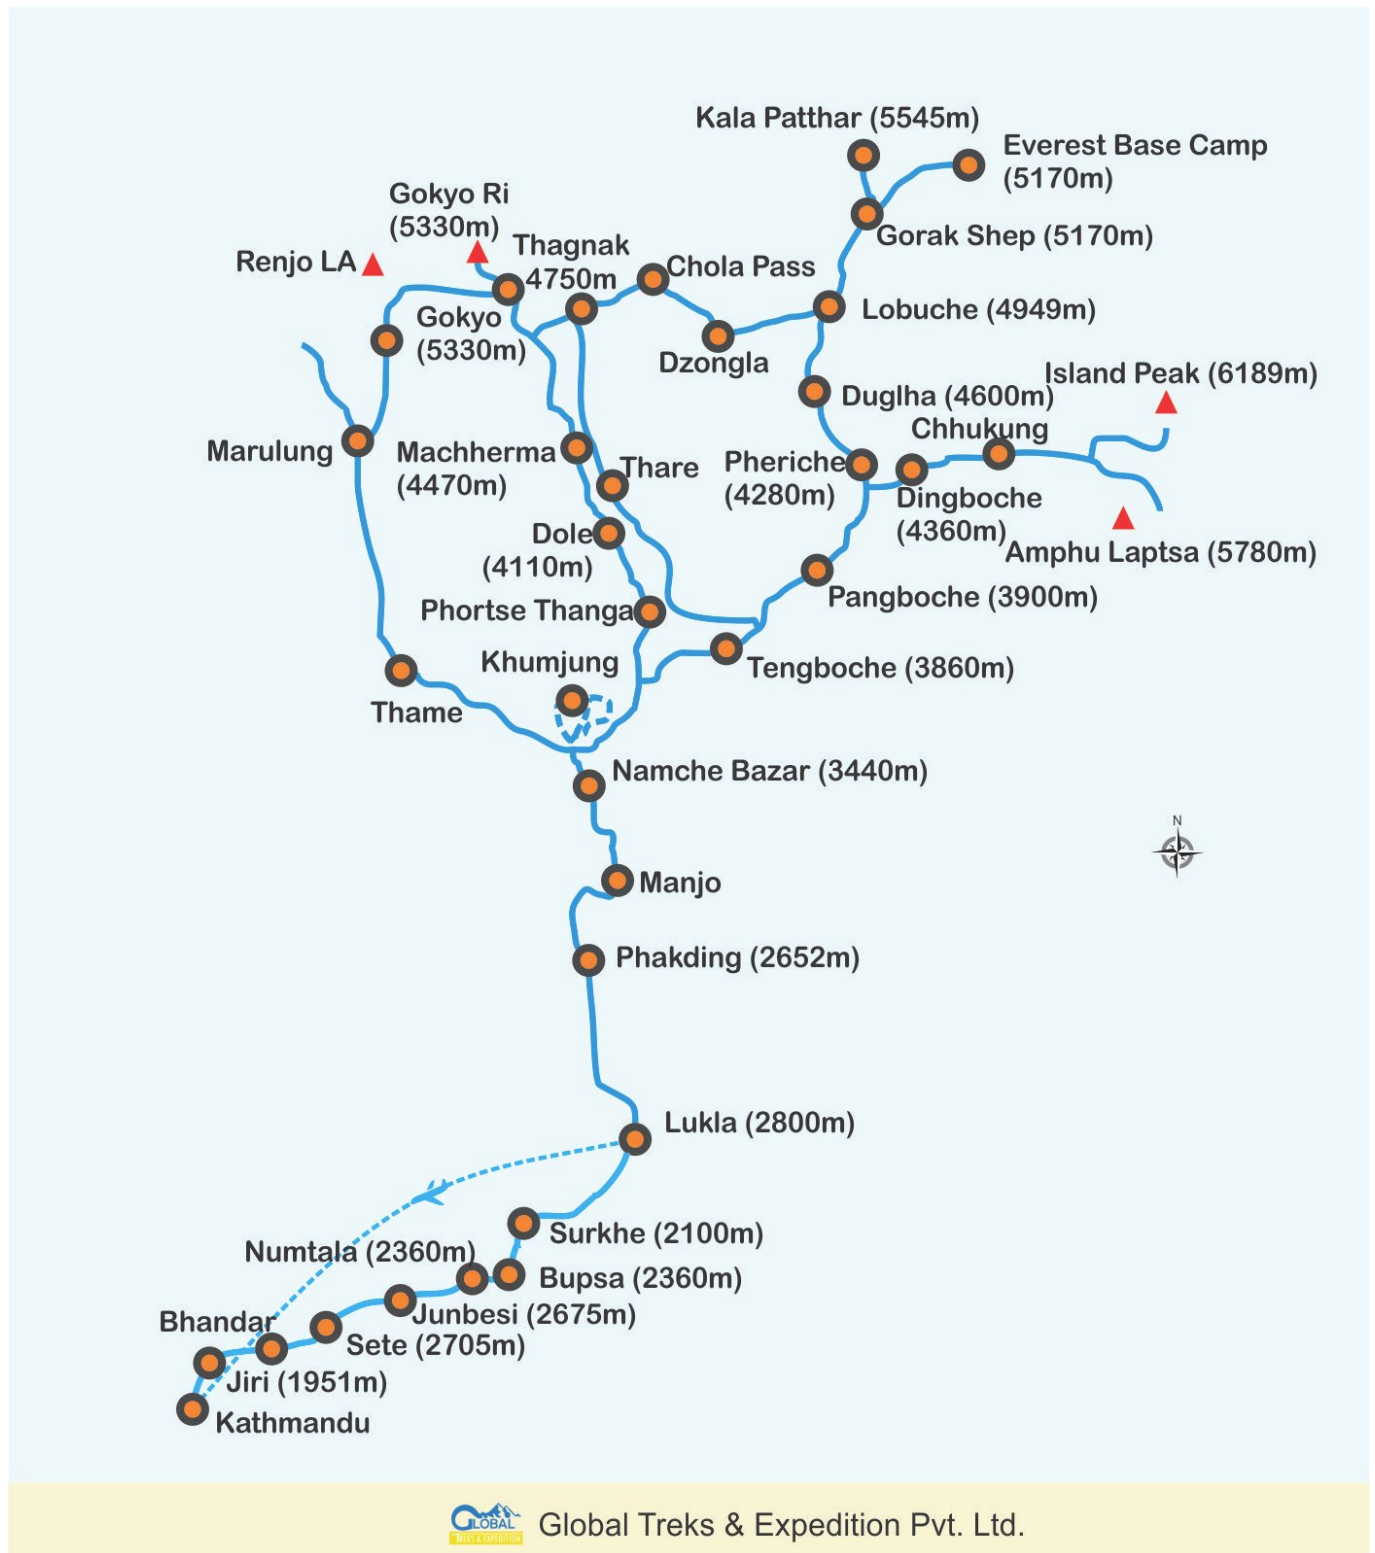 Kala Patthar (5545m)
Everest Base Camp
(5170m)
Gokyo Ri
(5330m)
Gorak Shep (5170m)
Thagnak
4750m
Renjo LA
Chola Pass
Lobuche (4949m)
Gokyo
(5330m)
Dzongla
Island Peak (6189m)
Duglha (4600m)
Chhukung
Marulung
Machherma
(4470m)
Thare
Pheriche
(4280m)
Dingboche
(4360m)
Dole
(4110m)
Amphu Laptsa (5780m)
Pangboche (3900m)
Phortse Thanga
Khumjung
Tengboche (3860m)
Thame
Namche Bazar (3440m)
N
Manjo
Phakding (2652m)
Lukla (2800m)
Surkhe (2100m)
Numtala (2360m)
Bupsa (2360m)
Junbesi (2675m)
Bhandar
Sete (2705m)
Jiri (1951m)
Kathmandu
GLOBAL
TREKS & EXPEDITION
Global Treks & Expedition Pvt. Ltd.